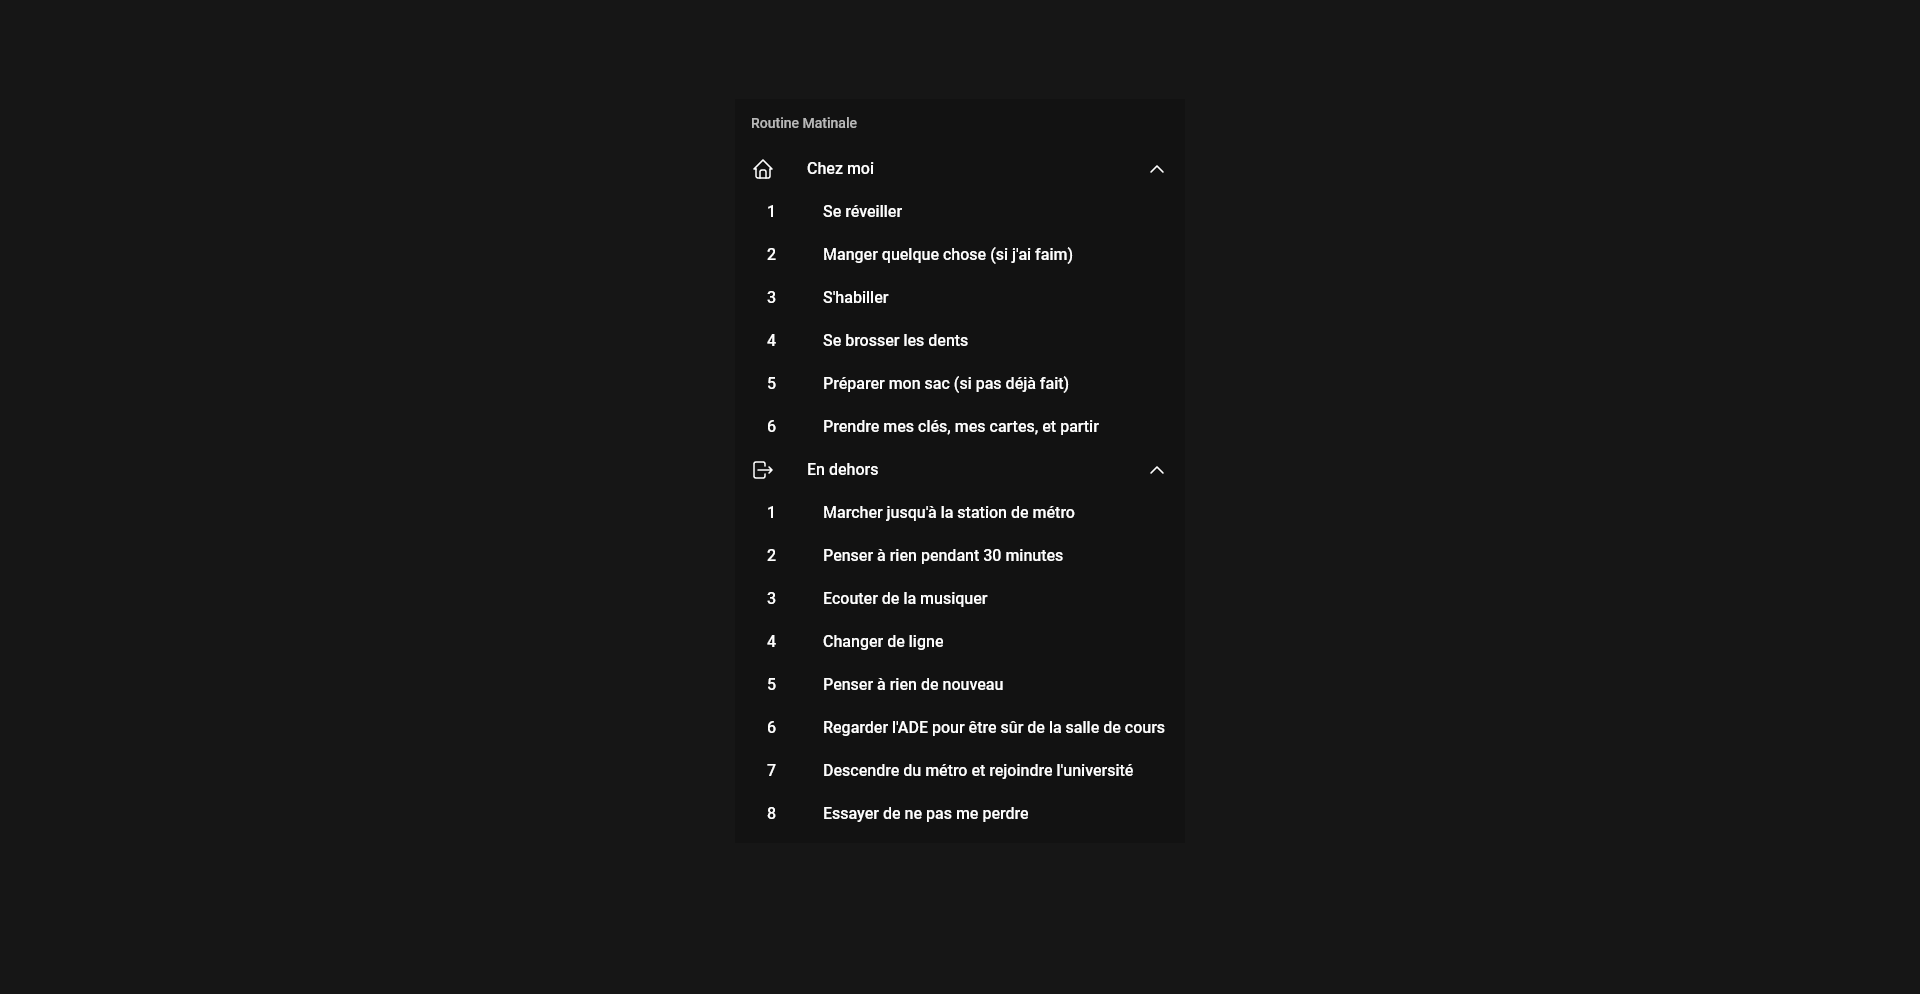 Routine Matinale
Chez moi
1 Se réveiller
2 Manger quelque chose (si j'ai faim)
3 S'habiller
4 Se brosser les dents
5 Préparer mon sac (si pas déjà fait)
6 Prendre mes clés, mes cartes, et partir
En dehors
1 Marcher jusqu'à la station de métro
2 Penser à rien pendant 30 minutes
3 Ecouter de la musiquer
4 Changer de ligne
5 Penser à rien de nouveau
6 Regarder l'ADE pour être sûr de la salle de cours
7 Descendre du métro et rejoindre l'université
8 Essayer de ne pas me perdre